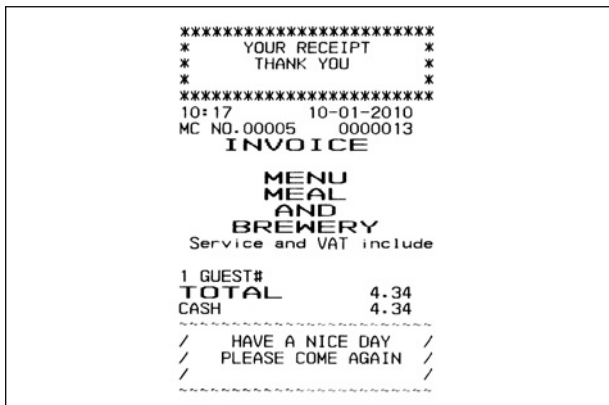 *************************
* YOUR RECEIPT *
* THANK YOU *
* *
*************************
10:17 10-01-2010
MC NO.00005 0000013
INVOICE
MENU
MEAL
AND
BREWERY
Service and VAT include
1 GUEST#
TOTAL 4.34
CASH 4.34
~~~~~~~~~~~~~~~~~~~~~~~~~
/ HAVE A NICE DAY /
/ PLEASE COME AGAIN /
/ /
~~~~~~~~~~~~~~~~~~~~~~~~~